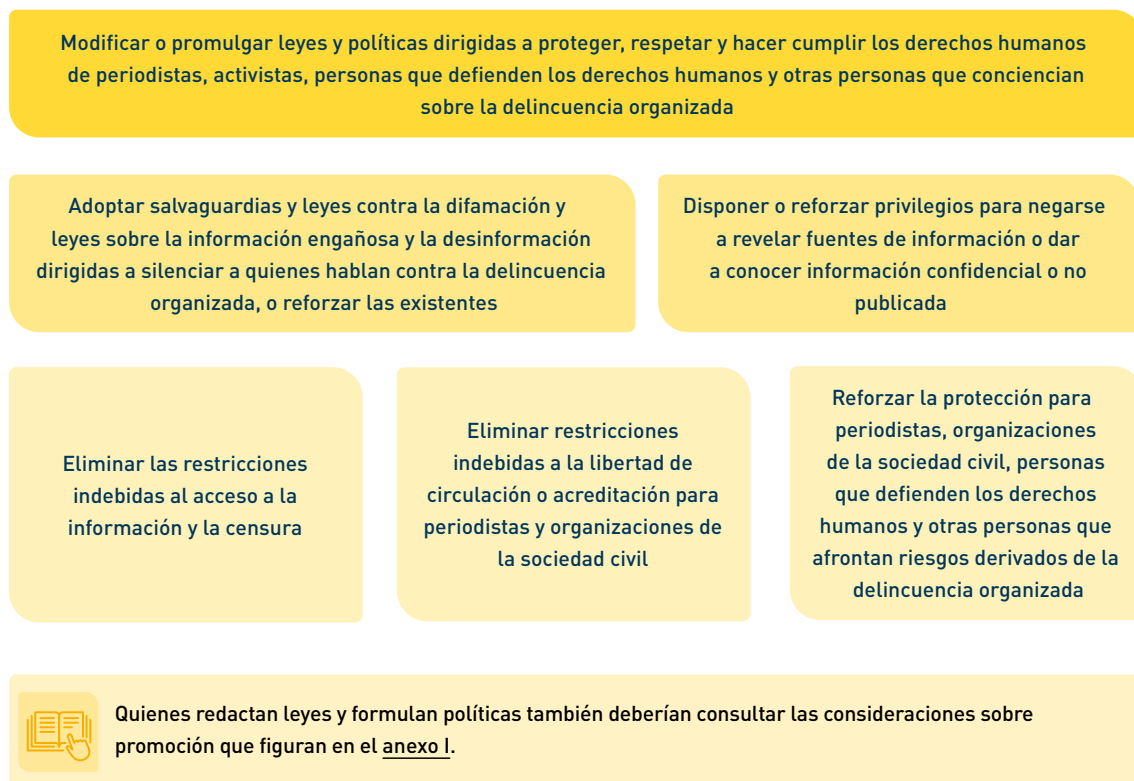 Modificar o promulgar leyes y políticas dirigidas a proteger, respetar y hacer cumplir los derechos humanos
de periodistas, activistas, personas que defienden los derechos humanos y otras personas que conciencian
sobre la delincuencia organizada
Adoptar salvaguardias y leyes contra la difamación y
leyes sobre la información engañosa y la desinformación
dirigidas a silenciar a quienes hablan contra la delincuencia
organizada, o reforzar las existentes
Disponer o reforzar privilegios para negarse
a revelar fuentes de información o dar
a conocer información confidencial o no
publicada
Eliminar las restricciones
indebidas al acceso a la
información y la censura
Eliminar restricciones
indebidas a la libertad de
circulación o acreditación para
periodistas y organizaciones de
la sociedad civil
Reforzar la protección para
periodistas, organizaciones
de la sociedad civil, personas
que defienden los derechos
humanos y otras personas que
afrontan riesgos derivados de la
delincuencia organizada
Quienes redactan leyes y formulan políticas también deberían consultar las consideraciones sobre
promoción que figuran en el anexo I.